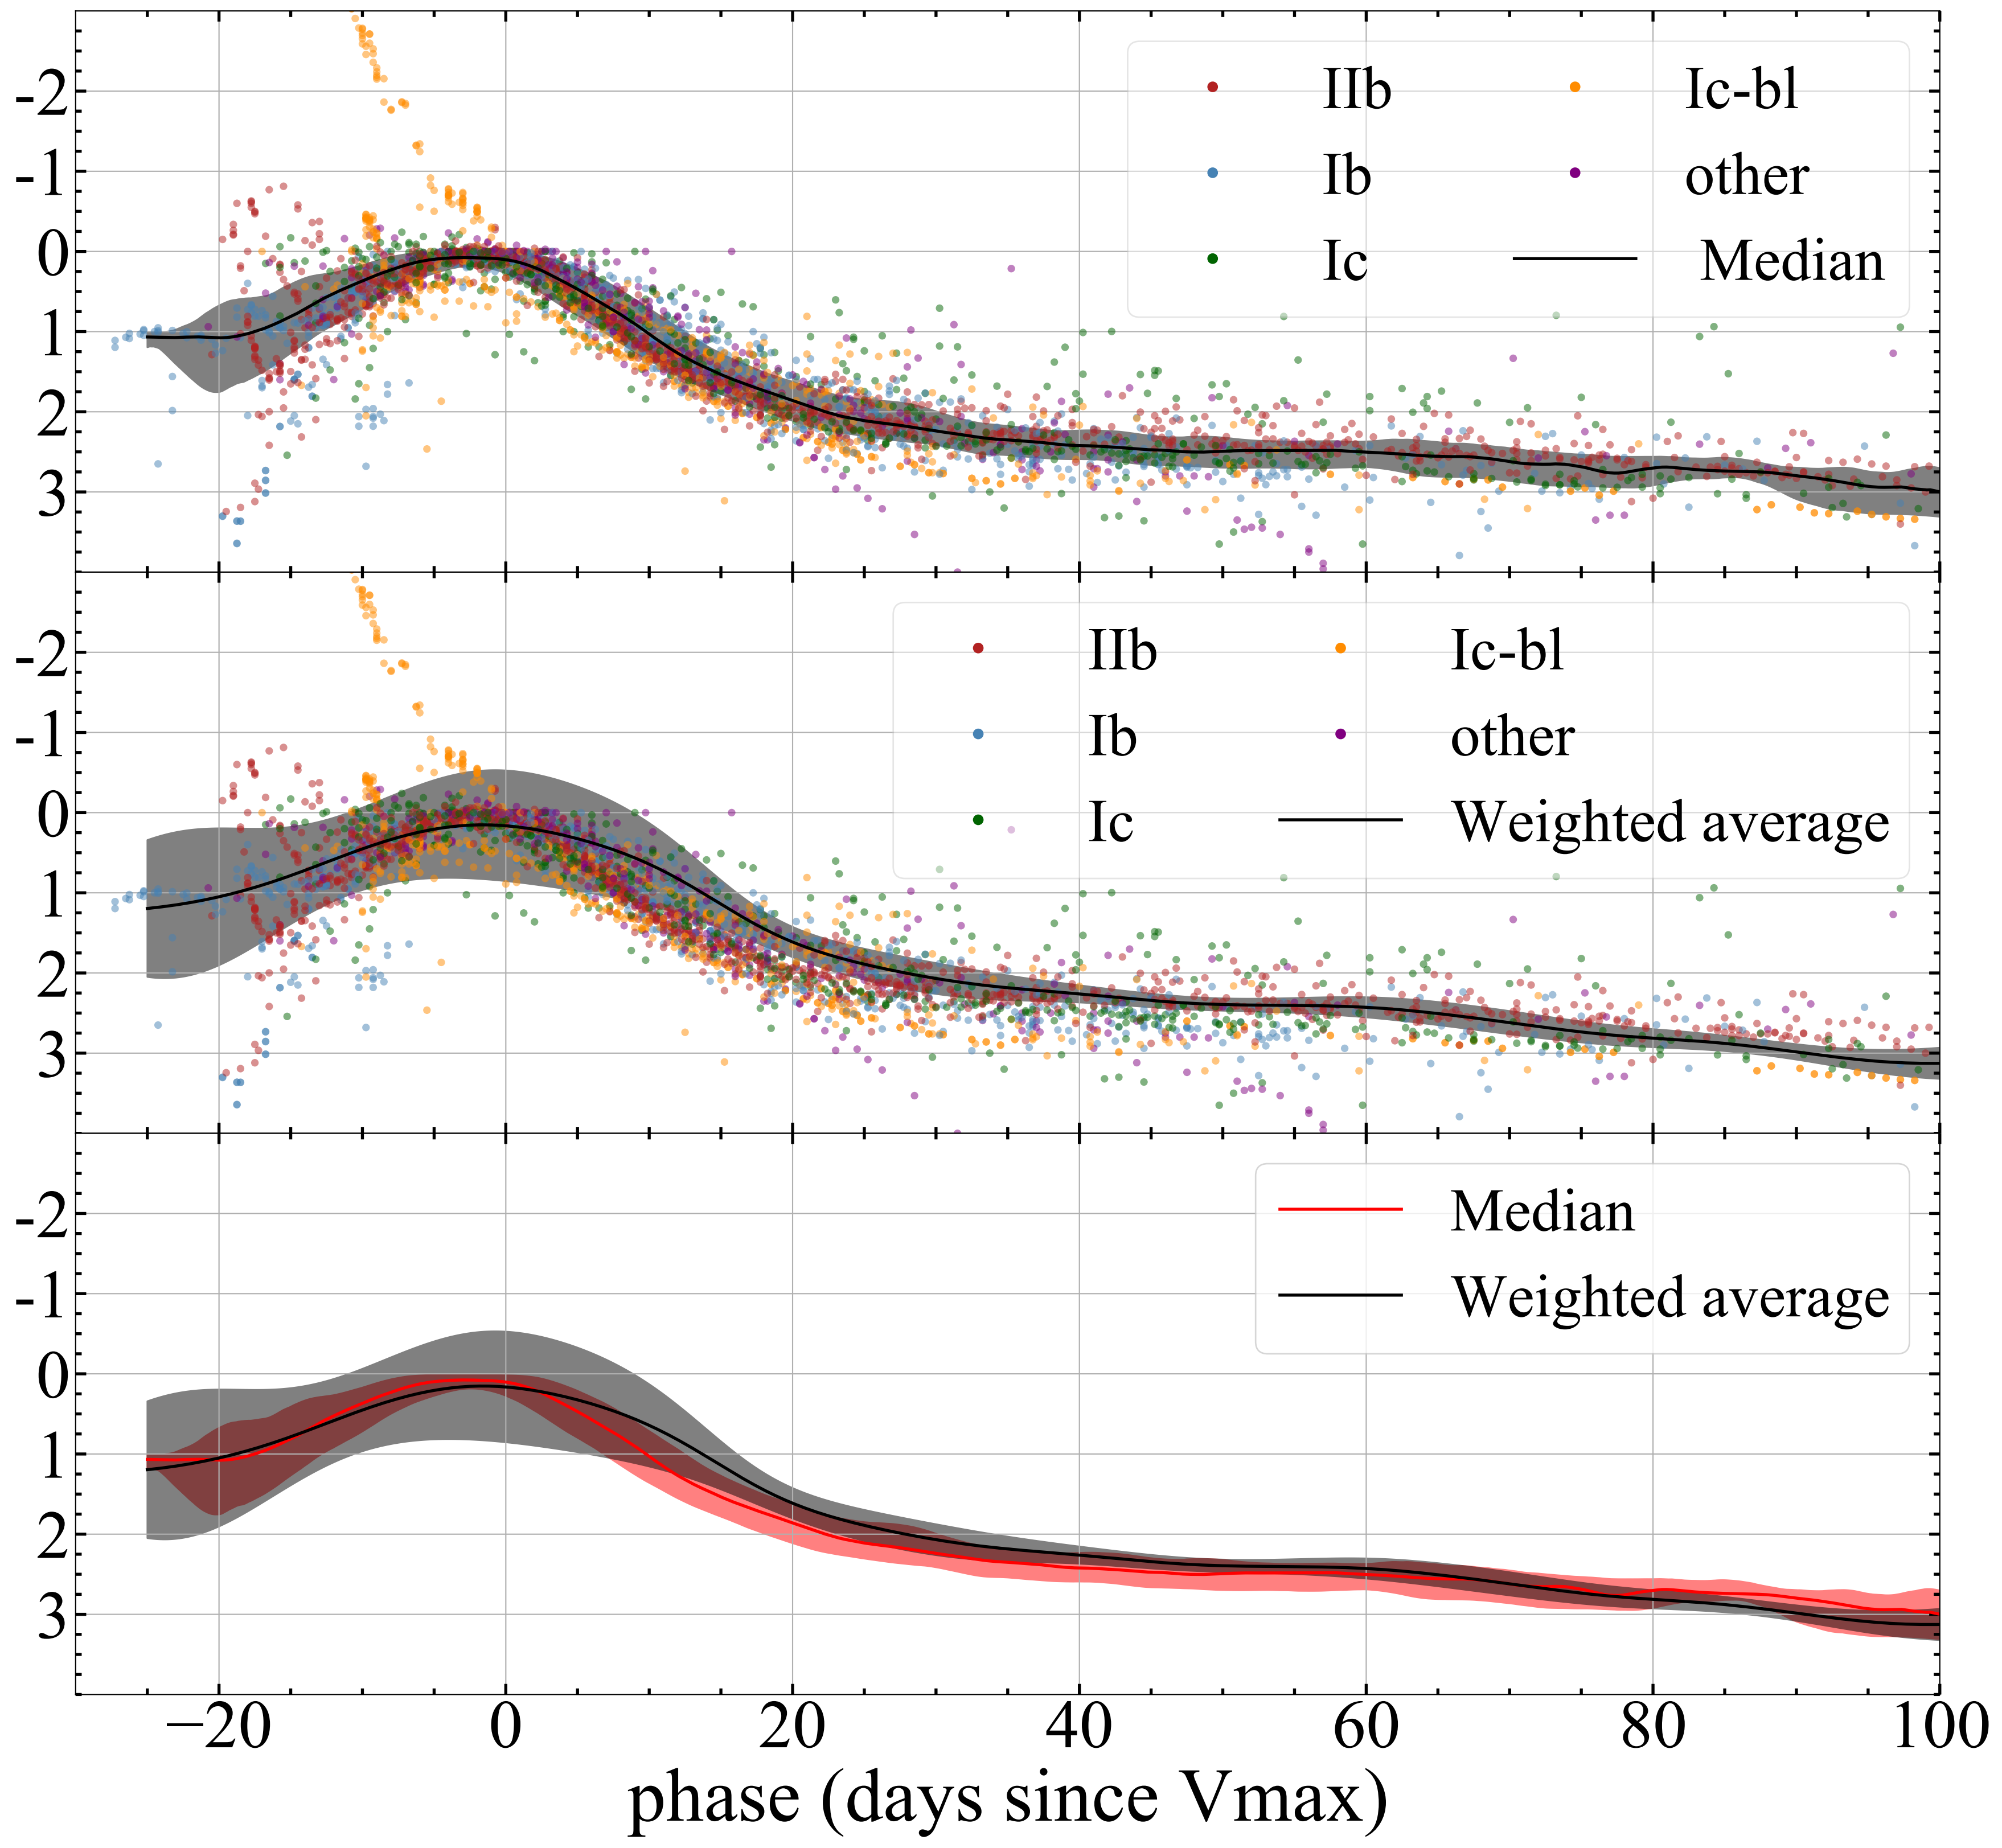 -2
-1
0
1
2
3
IIb
Ic-bl
Ib
other
Ic
Median
-2
-1
0
1
2
3
IIb
Ic-bl
Ib
other
Ic
Weighted average
-2
-1
0
1
2
3
Median
Weighted average
−20 0 20 40 60 80 100
phase (days since Vmax)